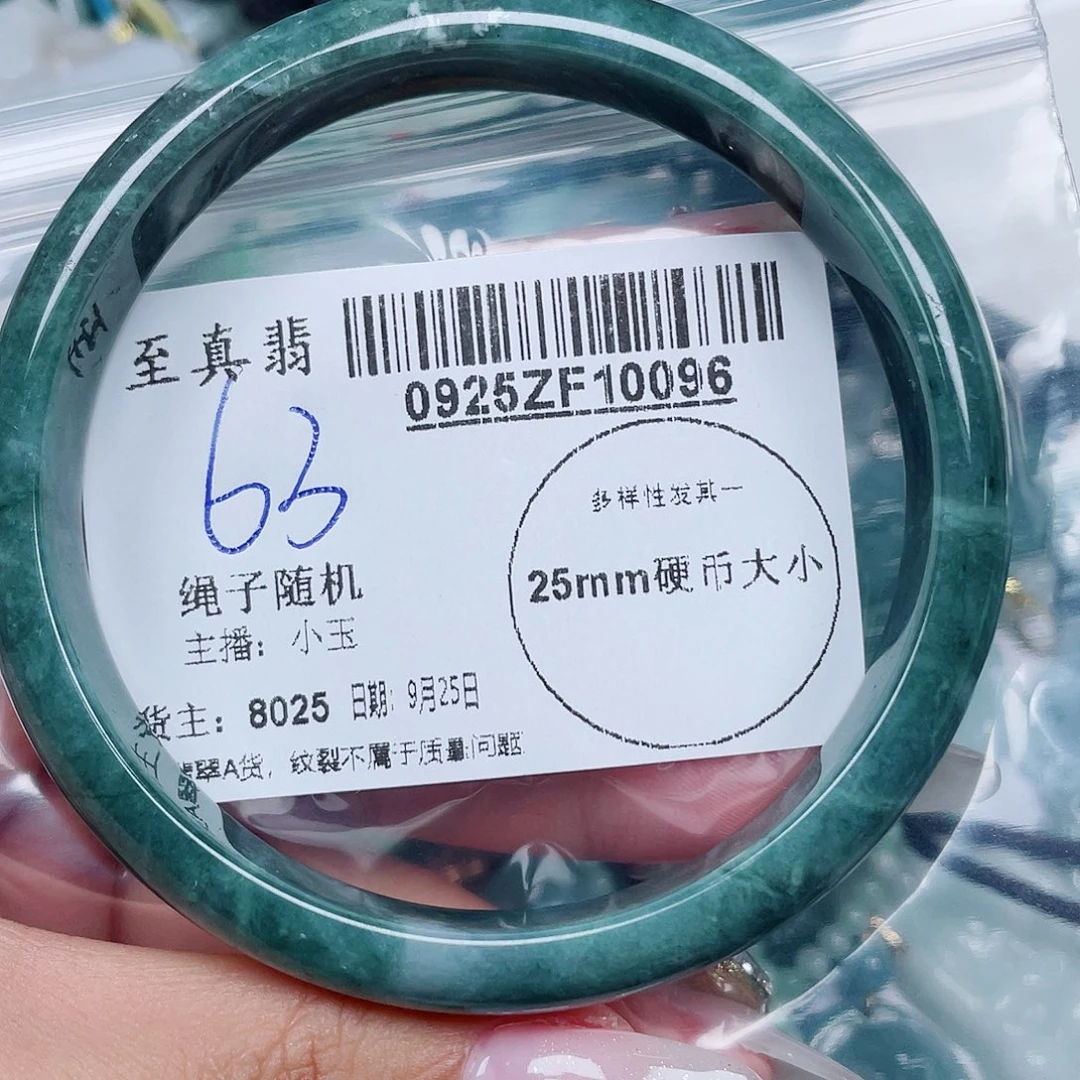 至真翡
0925ZF10096
63
多样性发其一
25mm硬币大小
绳子随机
主播：小玉
货主：8025 日期：9月25日
翡翠A货，纹裂不属于质量问题